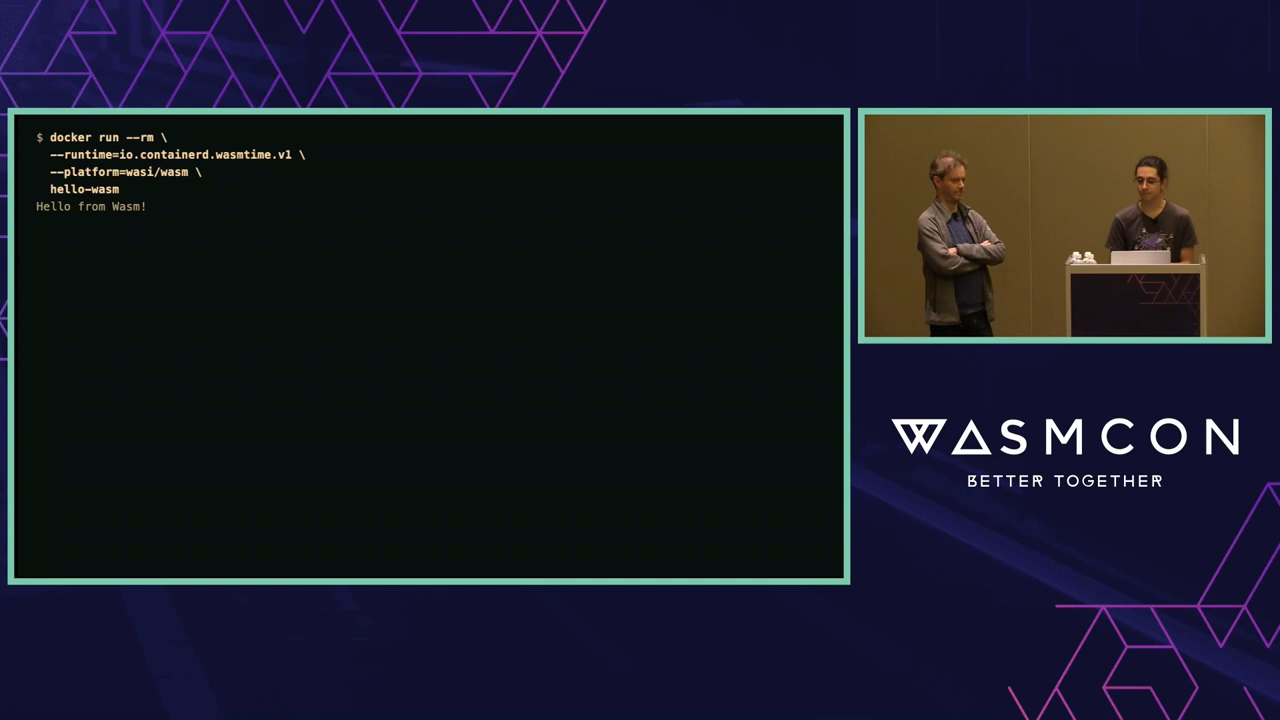 $ docker run --rm \
--runtime=io.containerd.wasmtime.v1 \
--platform=wasi/wasm \
hello-wasm
Hello from Wasm!
WASMCON
BETTER TOGETHER